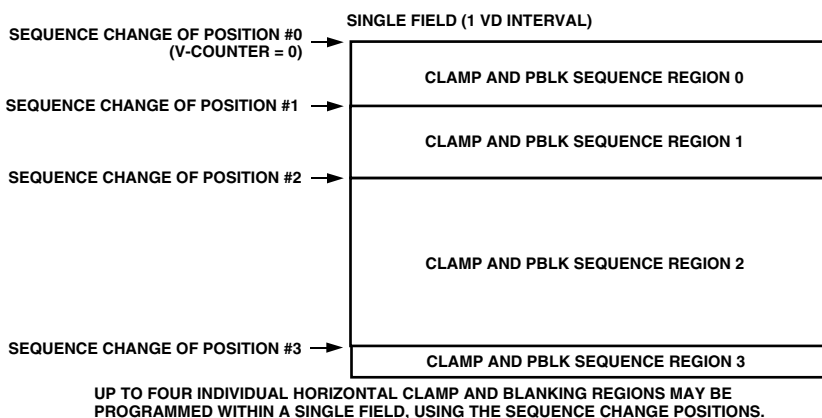 SINGLE FIELD (1 VD INTERVAL)
SEQUENCE CHANGE OF POSITION #0
(V-COUNTER = 0)
CLAMP AND PBLK SEQUENCE REGION 0
SEQUENCE CHANGE OF POSITION #1
CLAMP AND PBLK SEQUENCE REGION 1
SEQUENCE CHANGE OF POSITION #2
CLAMP AND PBLK SEQUENCE REGION 2
SEQUENCE CHANGE OF POSITION #3
CLAMP AND PBLK SEQUENCE REGION 3
UP TO FOUR INDIVIDUAL HORIZONTAL CLAMP AND BLANKING REGIONS MAY BE
PROGRAMMED WITHIN A SINGLE FIELD, USING THE SEQUENCE CHANGE POSITIONS.